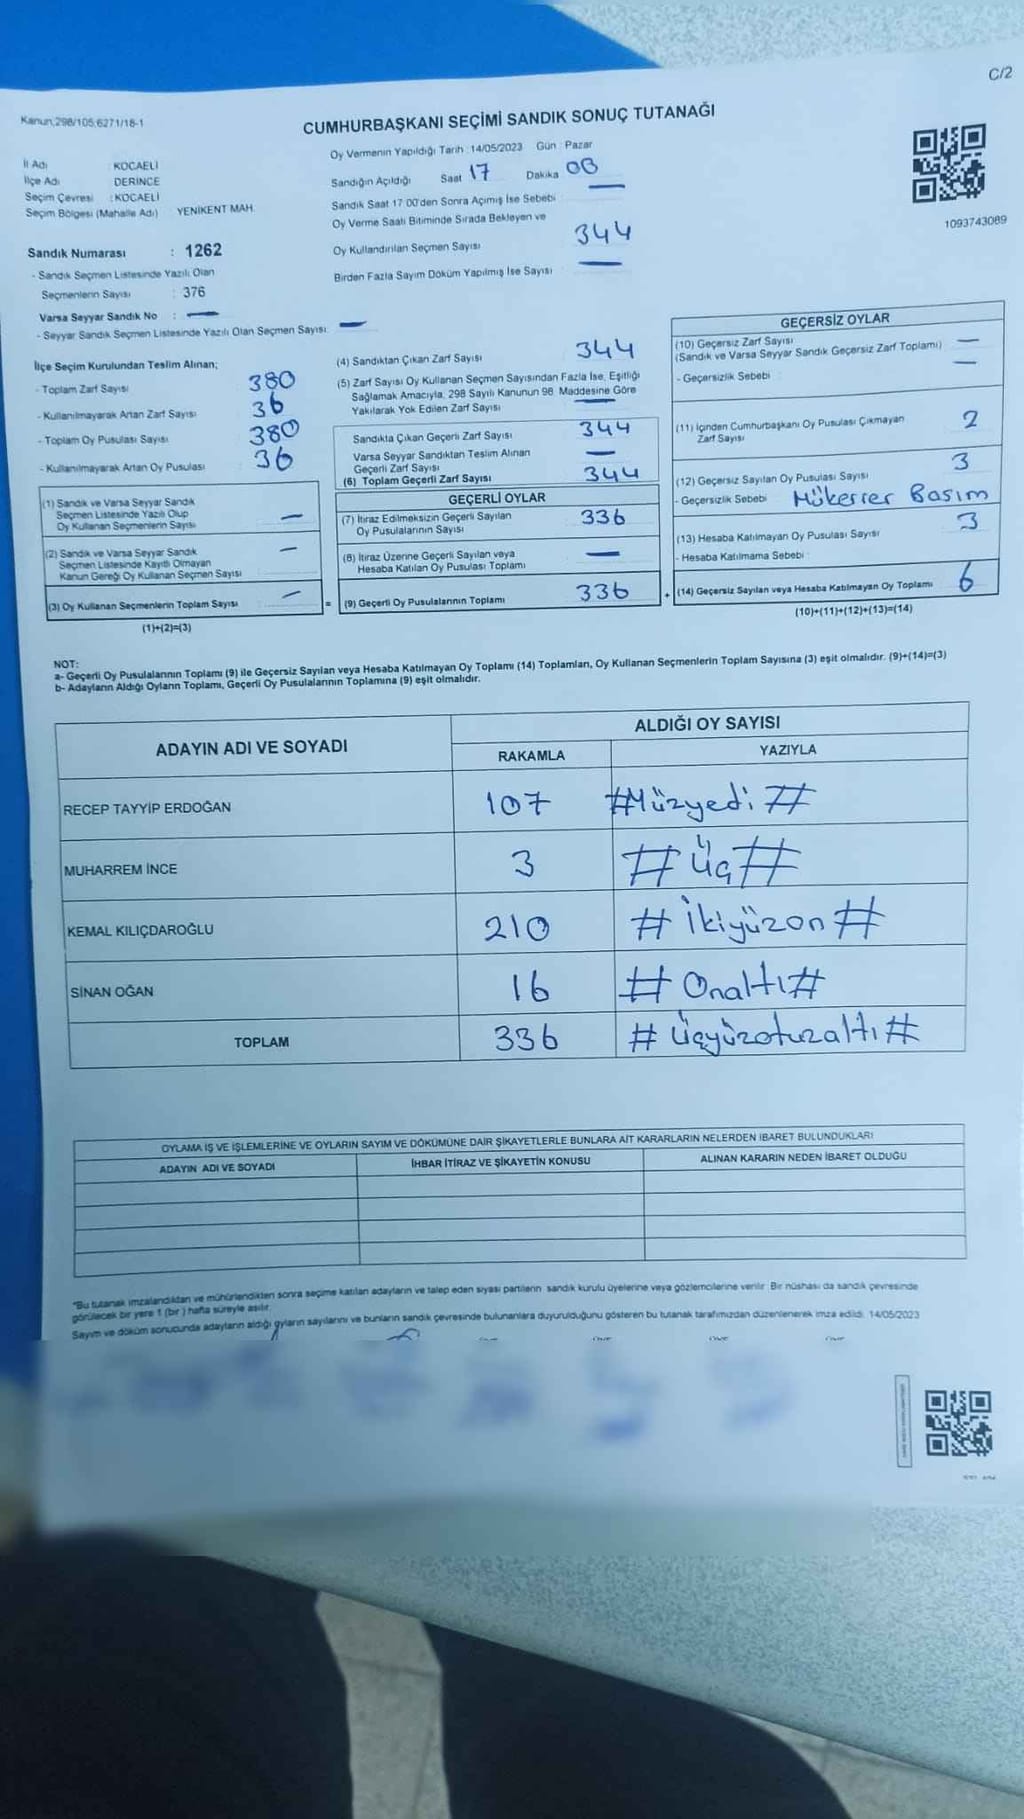 C/2
Kanun;298/105;6271/18-1
CUMHURBAŞKANI SEÇİMİ SANDIK SONUÇ TUTANAĞI
İl Adı : KOCAELİ
İlçe Adı : DERİNCE
Seçim Çevresi : KOCAELİ
Seçim Bölgesi (Mahalle Adı) : YENİKENT MAH.
Sandık Numarası : 1262
- Sandık Seçmen Listesinde Yazılı Olan
Seçmenlerin Sayısı : 376
Varsa Seyyar Sandık No : —
- Seyyar Sandık Seçmen Listesinde Yazılı Olan Seçmen Sayısı: —
Oy Vermenin Yapıldığı Tarih :14/05/2023 Gün : Pazar
Sandığın Açıldığı Saat 17 Dakika
Sandık Saat 17:00'den Sonra Açılmış İse Sebebi : —
Oy Verme Saati Bitiminde Sırada Bekleyen ve
Oy Kullandırılan Seçmen Sayısı 344
Birden Fazla Sayım Döküm Yapılmış İse Sayısı —
1093743089
İlçe Seçim Kurulundan Teslim Alınan;
- Toplam Zarf Sayısı 380
- Kullanılmayarak Artan Zarf Sayısı 36
- Toplam Oy Pusulası Sayısı 380
- Kullanılmayarak Artan Oy Pusulası 36
(1) Sandık ve Varsa Seyyar Sandık
Seçmen Listesinde Yazılı Olup
Oy Kullanan Seçmenlerin Sayısı —
(2) Sandık ve Varsa Seyyar Sandık
Seçmen Listesinde Kayıtlı Olmayan
Kanun Gereği Oy Kullanan Seçmen Sayısı —
(3) Oy Kullanan Seçmenlerin Toplam Sayısı —
(1)+(2)=(3)
(4) Sandıktan Çıkan Zarf Sayısı 344
(5) Zarf Sayısı Oy Kullanan Seçmen Sayısından Fazla İse, Eşitliği
Sağlamak Amacıyla, 298 Sayılı Kanunun 98. Maddesine Göre
Yakılarak Yok Edilen Zarf Sayısı —
Sandıkta Çıkan Geçerli Zarf Sayısı 344
Varsa Seyyar Sandıktan Teslim Alınan
Geçerli Zarf Sayısı —
(6) Toplam Geçerli Zarf Sayısı 344
GEÇERLİ OYLAR
(7) İtiraz Edilmeksizin Geçerli Sayılan
Oy Pusulalarının Sayısı 336
(8) İtiraz Üzerine Geçerli Sayılan veya
Hesaba Katılan Oy Pusulası Toplamı —
= (9) Geçerli Oy Pusulalarının Toplamı 336 +
GEÇERSİZ OYLAR
(10) Geçersiz Zarf Sayısı —
(Sandık ve Varsa Seyyar Sandık Geçersiz Zarf Toplamı)
- Geçersizlik Sebebi : —
(11) İçinden Cumhurbaşkanı Oy Pusulası Çıkmayan
Zarf Sayısı 2
(12) Geçersiz Sayılan Oy Pusulası Sayısı 3
- Geçersizlik Sebebi : Mükerrer Basım
(13) Hesaba Katılmayan Oy Pusulası Sayısı 3
- Hesaba Katılmama Sebebi :
(14) Geçersiz Sayılan veya Hesaba Katılmayan Oy Toplamı 6
(10)+(11)+(12)+(13)=(14)
NOT:
a- Geçerli Oy Pusulalarının Toplamı (9) ile Geçersiz Sayılan veya Hesaba Katılmayan Oy Toplamı (14) Toplamları, Oy Kullanan Seçmenlerin Toplam Sayısına (3) eşit olmalıdır. (9)+(14)=(3)
b- Adayların Aldığı Oyların Toplamı, Geçerli Oy Pusulalarının Toplamına (9) eşit olmalıdır.
ADAYIN ADI VE SOYADI ALDIĞI OY SAYISI
RAKAMLA YAZIYLA
RECEP TAYYİP ERDOĞAN 107 #Yüzyedi#
MUHARREM İNCE 3 #Üç#
KEMAL KILIÇDAROĞLU 210 #İkiyüzon#
SİNAN OĞAN 16 #Onaltı#
TOPLAM 336 #Üçyüzotuzaltı#
OYLAMA İŞ VE İŞLEMLERİNE VE OYLARIN SAYIM VE DÖKÜMÜNE DAİR ŞİKAYETLERLE BUNLARA AİT KARARLARIN NELERDEN İBARET BULUNDUKLARI
ADAYIN ADI VE SOYADI İHBAR İTİRAZ VE ŞİKAYETİN KONUSU ALINAN KARARIN NEDEN İBARET OLDUĞU
*Bu tutanak imzalandıktan ve mühürlendikten sonra seçime katılan adayların ve talep eden siyasi partilerin sandık kurulu üyelerine veya gözlemcilerine verilir. Bir nüshası da sandık çevresinde
görülecek bir yere 1 (bir) hafta süreyle asılır.
Sayım ve döküm sonucunda adayların aldığı oyların sayılarını ve bunların sandık çevresinde bulunanlara duyurulduğunu gösteren bu tutanak tarafımızdan düzenlenerek imza edildi. 14/05/2023